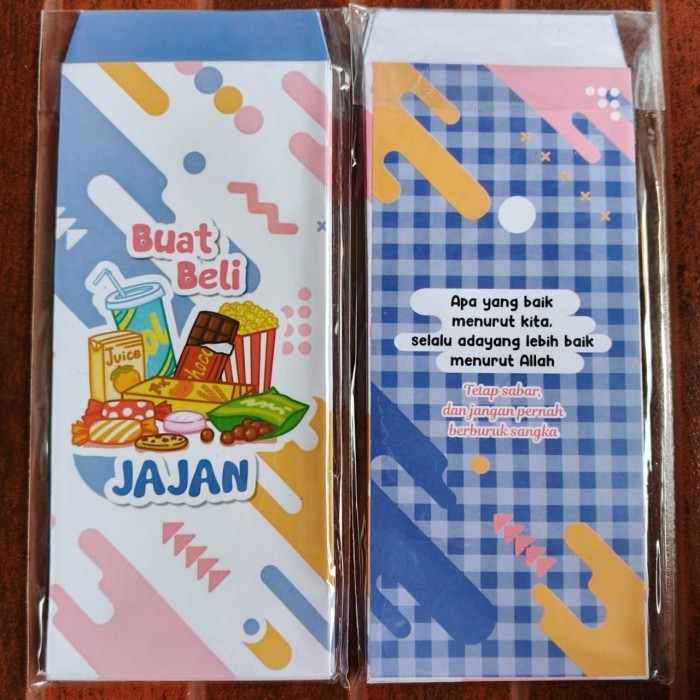 Buat
Beli
Juice
choco
JAJAN
Apa yang baik
menurut kita,
selalu adayang lebih baik
menurut Allah
Tetap sabar,
dan jangan pernah
berburuk sangka